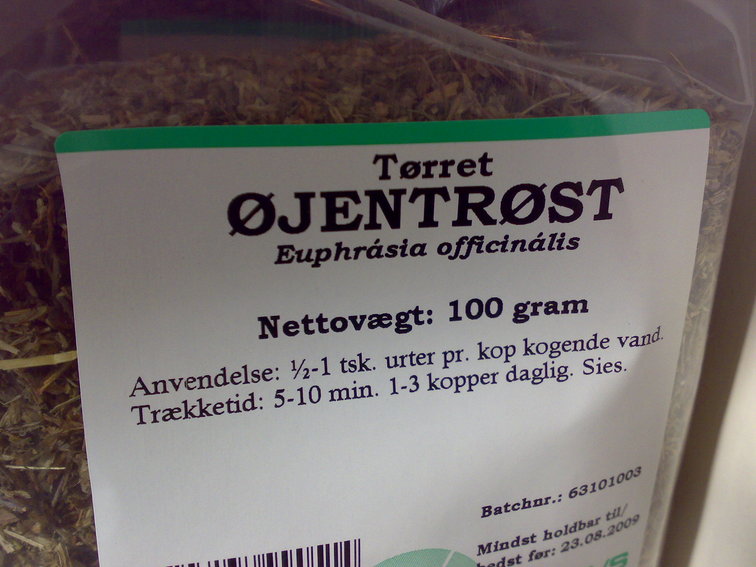 Tørret
ØJENTRØST
Euphrásia officinális
Nettovægt: 100 gram
Anvendelse: ½-1 tsk. urter pr. kop kogende vand.
Trækketid: 5-10 min. 1-3 kopper daglig. Sies.
Batchnr.: 63101003
Mindst holdbar til/
bedst før: 23.08.2009